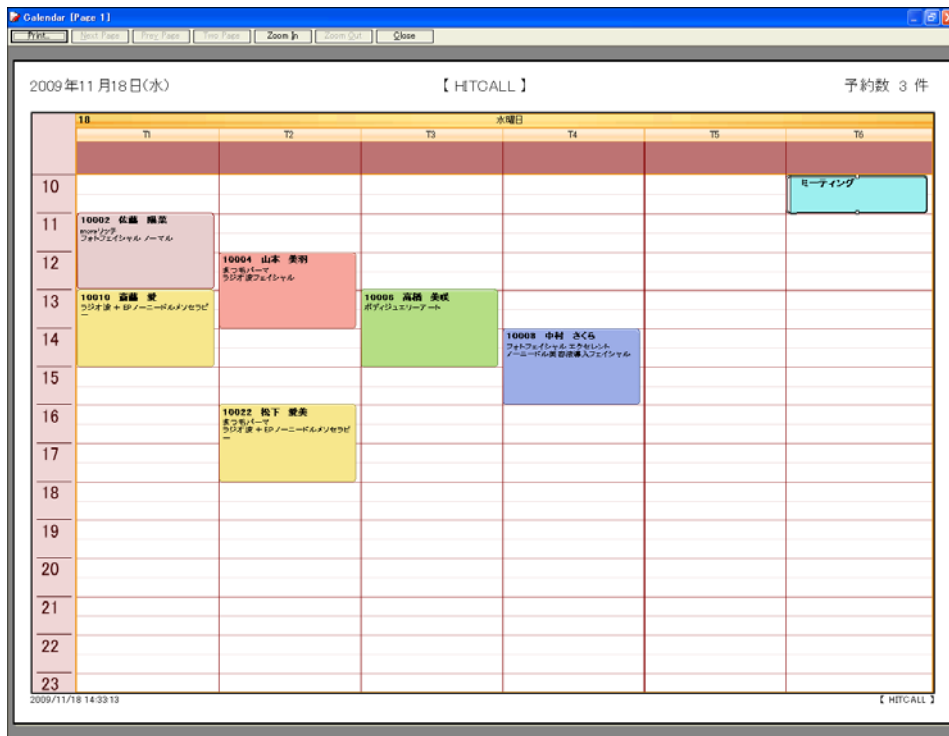 Calendar [Page 1]
Print... Next Page Prev Page Two Page Zoom In Zoom Out Close
2009年11月18日(水) 【 HITCALL 】 予約数 3 件
18 水曜日
T1 T2 T3 T4 T5 T6
10 ミーティング
11 10002 佐藤 陽菜
moreリンク
フォトフェイシャル ノーマル
12 10004 山本 美羽
まつ毛パーマ
ラジオ波フェイシャル
13 10010 斎藤 愛 10006 高橋 美咲
ラジオ波 + EPノーニードルメソセラピ ボディジュエリーアート
ー
14 10008 中村 さくら
フォトフェイシャル エクセレント
ノーニードル美容液導入フェイシャル
15
16 10022 松下 愛美
まつ毛パーマ
ラジオ波 + EPノーニードルメソセラピ
ー
17
18
19
20
21
22
23
2009/11/18 14:33:13 【 HITCALL 】